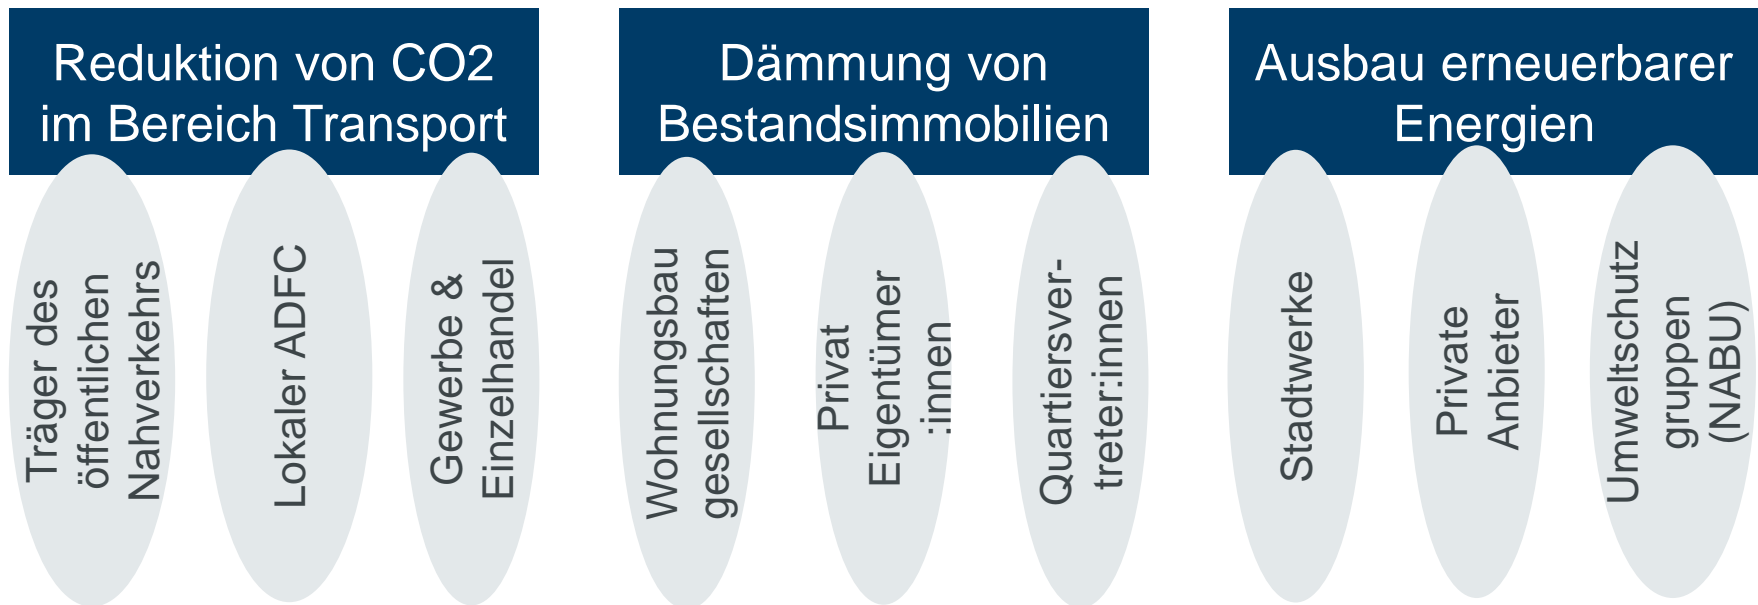 Reduktion von CO2
im Bereich Transport
Träger des
öffentlichen
Nahverkehrs
Lokaler ADFC
Gewerbe &
Einzelhandel
Dämmung von
Bestandsimmobilien
Wohnungsbau
gesellschaften
Privat
Eigentümer
:innen
Quartiersver-
treter:innen
Ausbau erneuerbarer
Energien
Stadtwerke
Private
Anbieter
Umweltschutz
gruppen
(NABU)